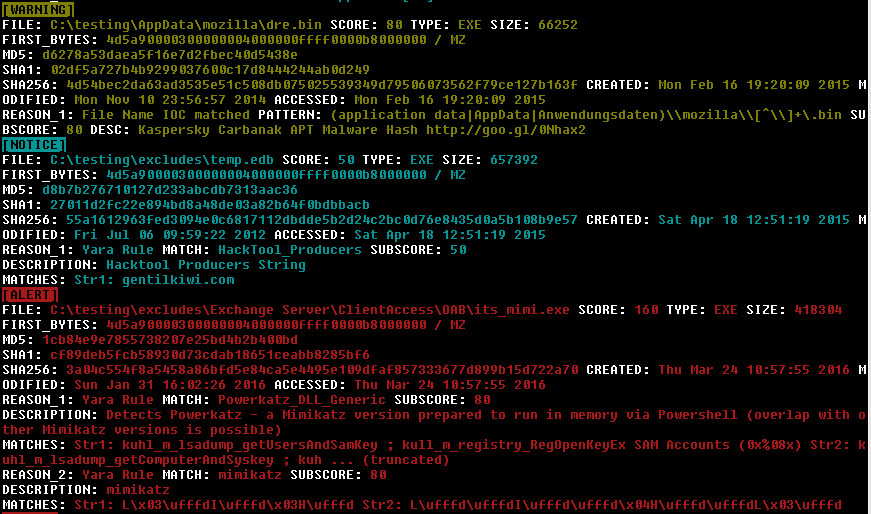 [WARNING]
FILE: C:\testing\AppData\mozilla\dre.bin SCORE: 80 TYPE: EXE SIZE: 66252
FIRST_BYTES: 4d5a90000300000004000000ffff0000b8000000 / MZ
MD5: d6278a53daea5f16e7d2fbec40d5438e
SHA1: 02df5a727b4b9299037600c17d8444244ab0d249
SHA256: 4d54bec2da63ad3535e51c508db075025539349d79506073562f79ce127b163f CREATED: Mon Feb 16 19:20:09 2015 M
ODIFIED: Mon Nov 10 23:56:57 2014 ACCESSED: Mon Feb 16 19:20:09 2015
REASON_1: File Name IOC matched PATTERN: (application data|AppData|Anwendungsdaten)\\mozilla\\[^\\]+\.bin SU
BSCORE: 80 DESC: Kaspersky Carbanak APT Malware Hash http://goo.gl/0Nhax2
[NOTICE]
FILE: C:\testing\excludes\temp.edb SCORE: 50 TYPE: EXE SIZE: 657392
FIRST_BYTES: 4d5a90000300000004000000ffff0000b8000000 / MZ
MD5: d8b7b276710127d233abcdb7313aac36
SHA1: 27011d2fc22e894bd8a48de03a82b64f0bdbbacb
SHA256: 55a1612963fed3094e0c6817112dbdde5b2d24c2bc0d76e8435d0a5b108b9e57 CREATED: Sat Apr 18 12:51:19 2015 M
ODIFIED: Fri Jul 06 09:59:22 2012 ACCESSED: Sat Apr 18 12:51:19 2015
REASON_1: Yara Rule MATCH: HackTool_Producers SUBSCORE: 50
DESCRIPTION: Hacktool Producers String
MATCHES: Str1: gentilkiwi.com
[ALERT]
FILE: C:\testing\excludes\Exchange Server\ClientAccess\OAB\its_mimi.exe SCORE: 160 TYPE: EXE SIZE: 418304
FIRST_BYTES: 4d5a90000300000004000000ffff0000b8000000 / MZ
MD5: 1cb84e9e7855738207e25bd4b2b400bd
SHA1: cf89deb5fcb58930d73cdab18651ceabb8285bf6
SHA256: 3a04c554f8a5458a86bfd5e84ca5e4495e109dfaf857333677d899b15d722a70 CREATED: Thu Mar 24 10:57:55 2016 M
ODIFIED: Sun Jan 31 16:02:26 2016 ACCESSED: Thu Mar 24 10:57:55 2016
REASON_1: Yara Rule MATCH: Powerkatz_DLL_Generic SUBSCORE: 80
DESCRIPTION: Detects Powerkatz - a Mimikatz version prepared to run in memory via Powershell (overlap with o
ther Mimikatz versions is possible)
MATCHES: Str1: kuhl_m_lsadump_getUsersAndSamKey ; kull_m_registry_RegOpenKeyEx SAM Accounts (0x%08x) Str2: k
uhl_m_lsadump_getComputerAndSyskey ; kuh ... (truncated)
REASON_2: Yara Rule MATCH: mimikatz SUBSCORE: 80
DESCRIPTION: mimikatz
MATCHES: Str1: L\x03\ufffdI\ufffd\x03H\ufffd Str2: L\ufffd\ufffdI\ufffd\ufffd\x04H\ufffd\ufffdL\x03\ufffd